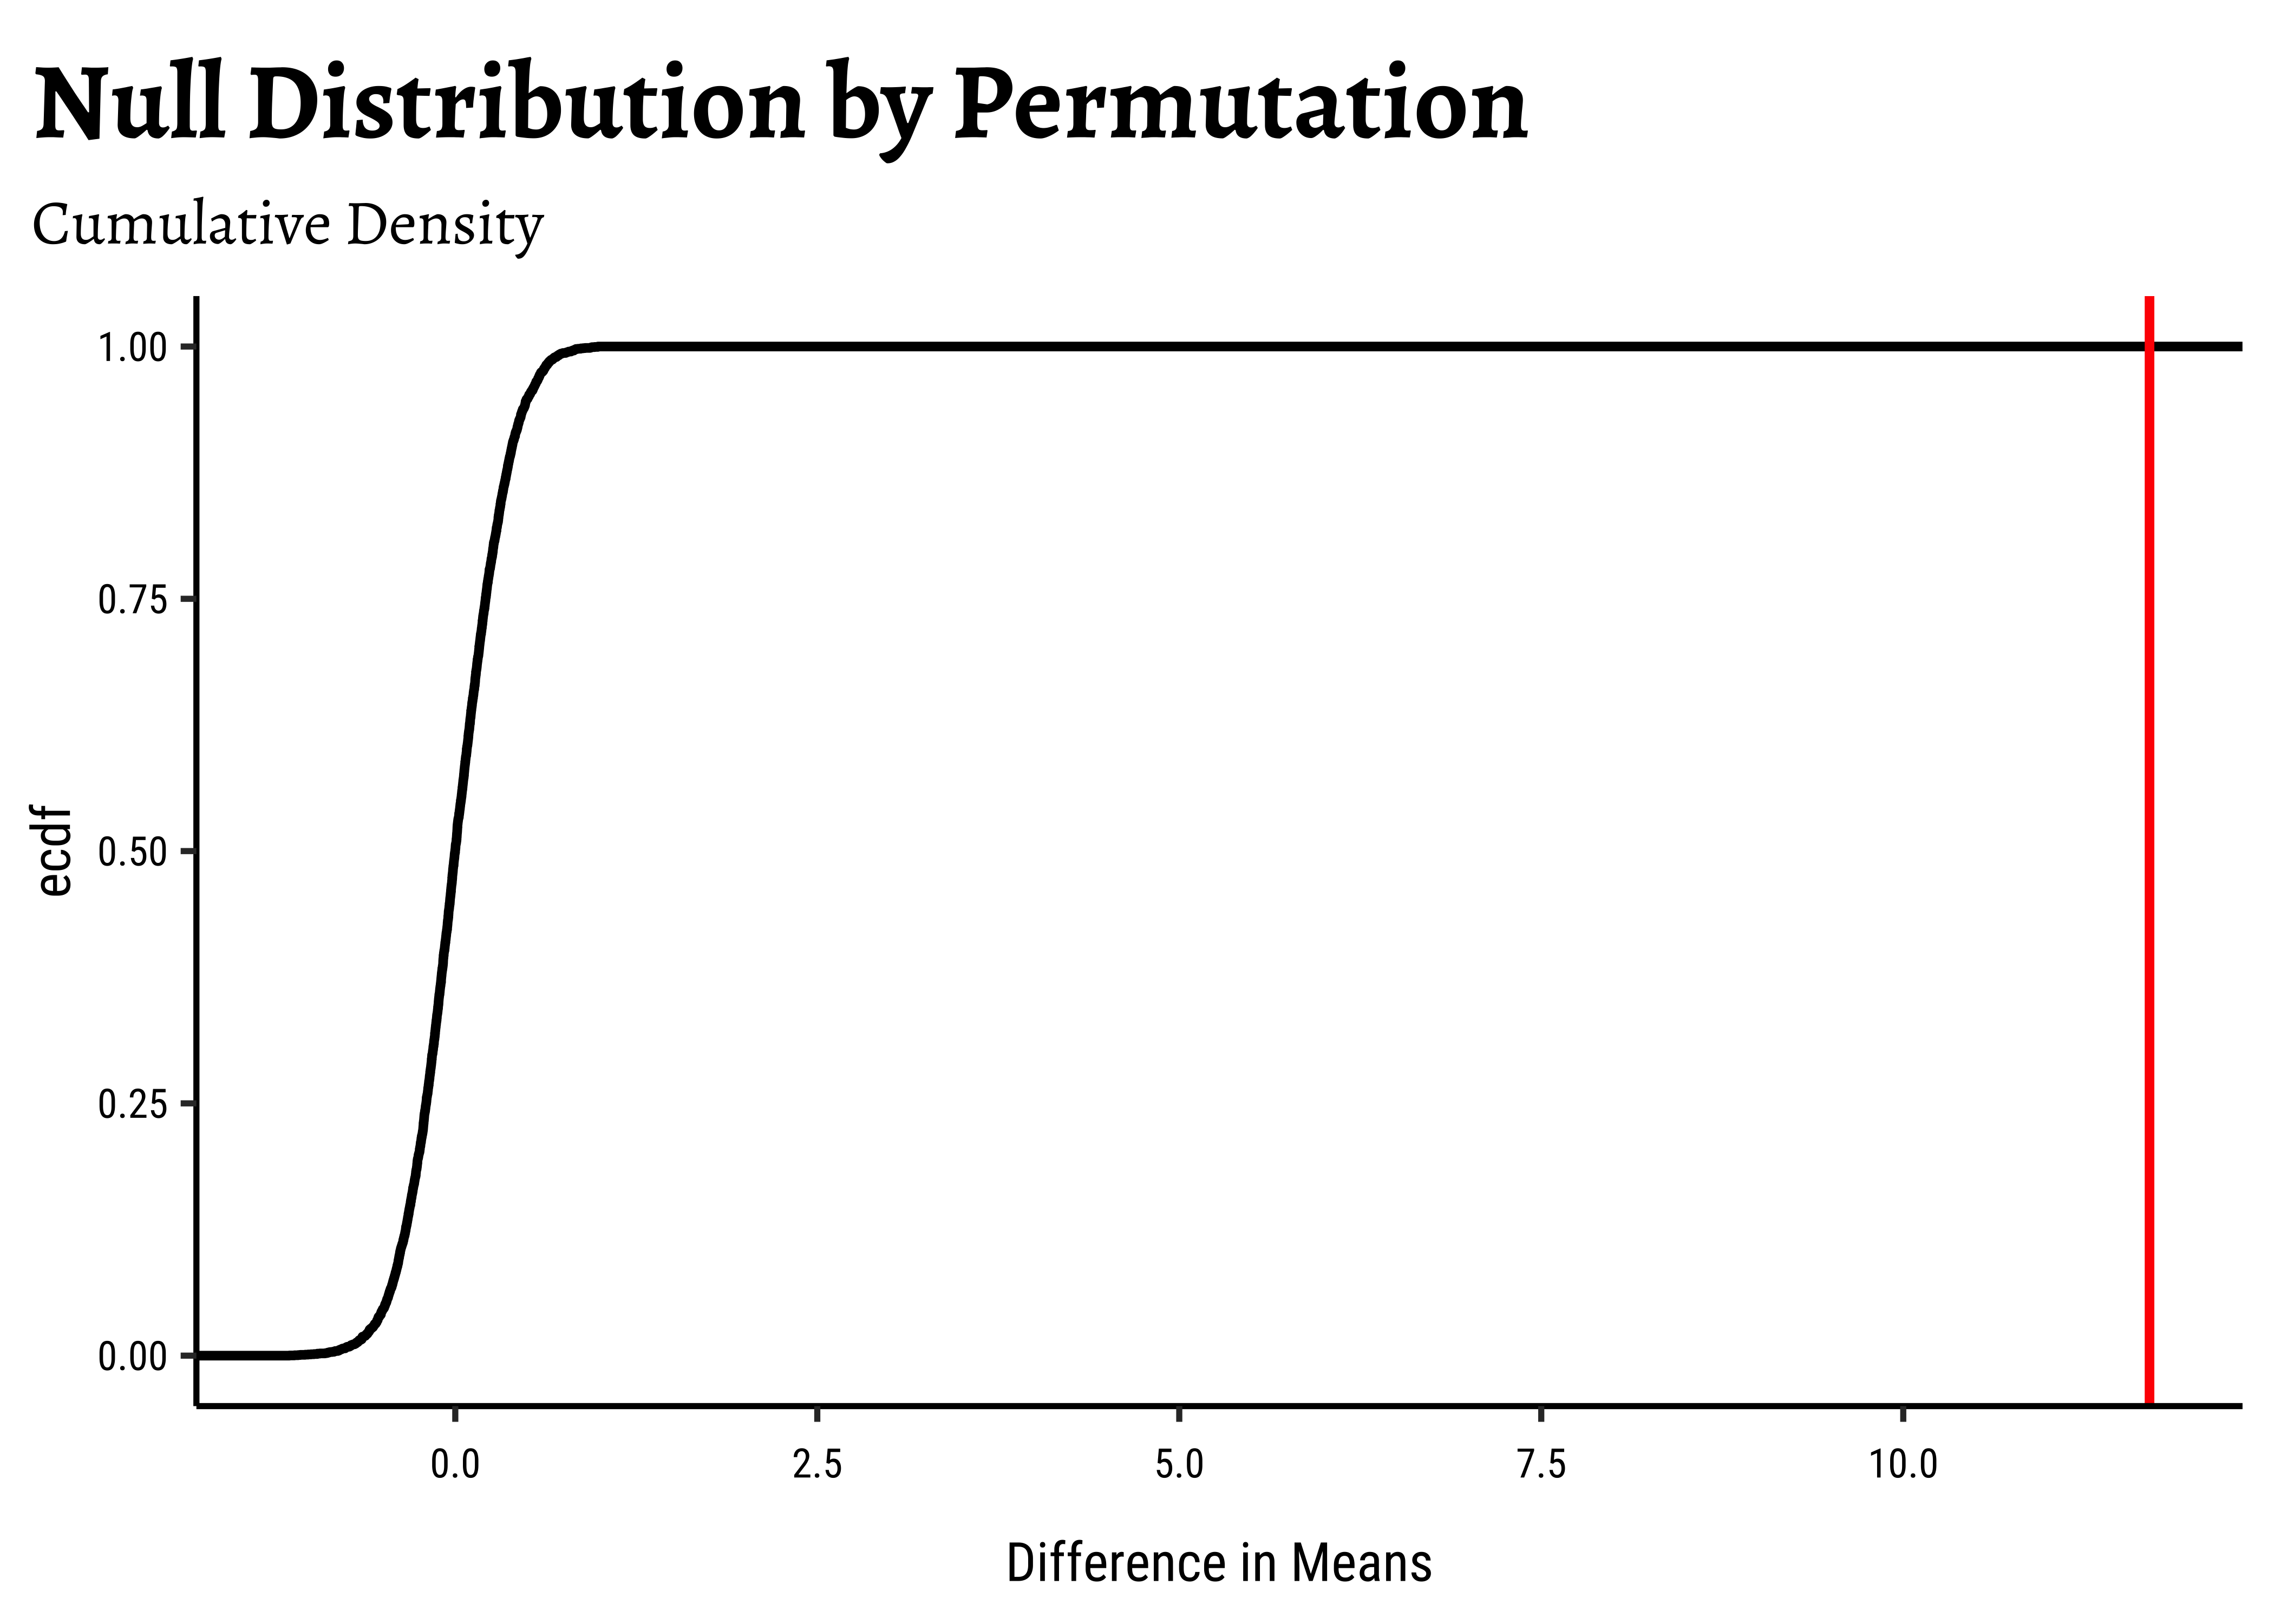 Null Distribution by Permutation
Cumulative Density
ecdf
1.00
0.75
0.50
0.25
0.00
0.0 2.5 5.0 7.5 10.0
Difference in Means